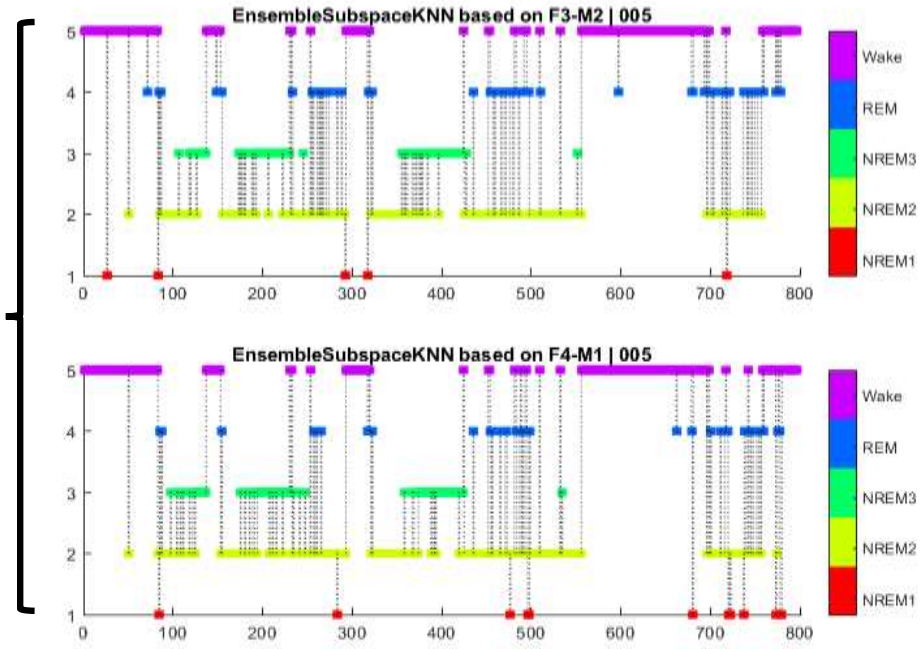 EnsembleSubspaceKNN based on F3-M2 | 005
5
4
3
2
1
0 100 200 300 400 500 600 700 800
Wake
REM
NREM3
NREM2
NREM1
EnsembleSubspaceKNN based on F4-M1 | 005
5
4
3
2
1
0 100 200 300 400 500 600 700 800
Wake
REM
NREM3
NREM2
NREM1